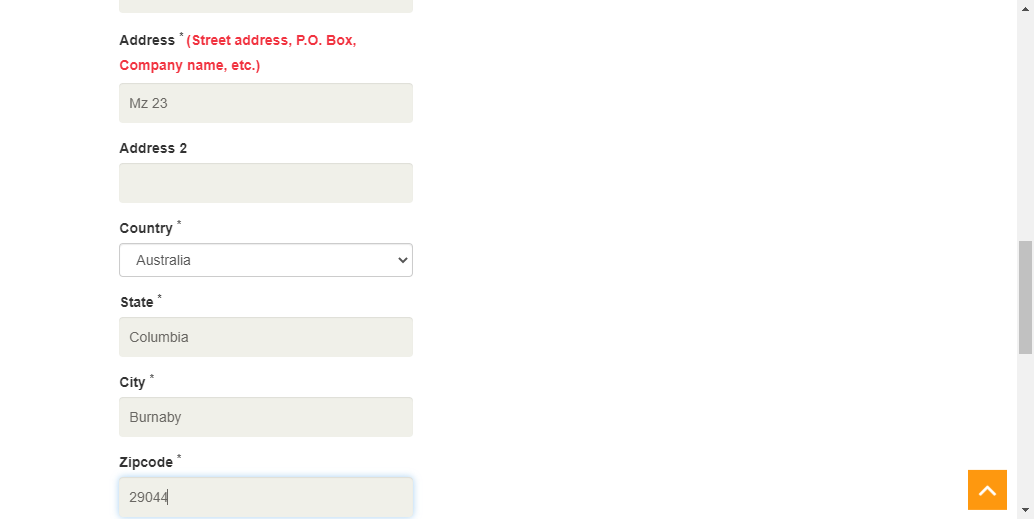 Address * (Street address, P.O. Box,
Company name, etc.)
Mz 23
Address 2
Country *
Australia
State *
Columbia
City *
Burnaby
Zipcode *
29044